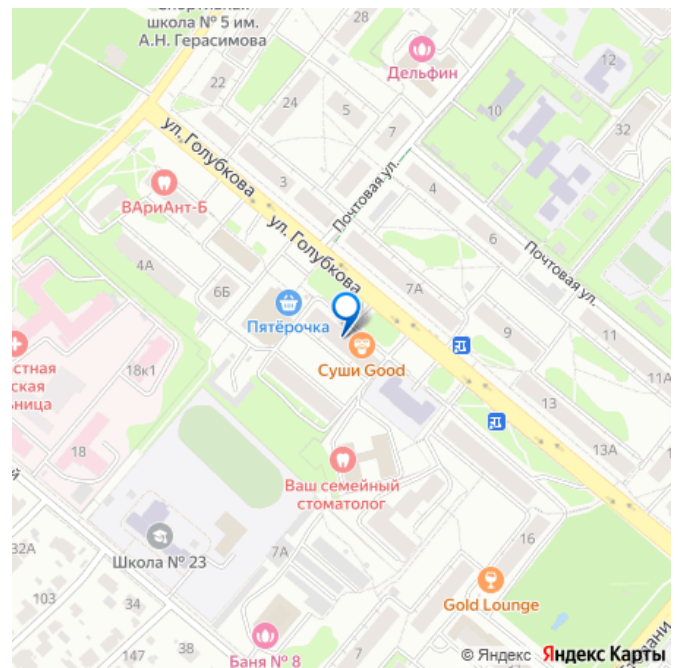 Спортивная
школа № 5 им.
А.Н. Герасимова
22
24
5
7
Дельфин
10
32
ул. Голубкова
3
Почтовая ул.
4
ВАриАнт-Б
ул. Голубкова
6
Почтовая ул.
4А
6Б
7А
Пятёрочка
9
11
Суши Good
18к1
11А
13
13А
18
Ваш семейный
стоматолог
32А
Школа № 23
7А
16
103
34
Gold Lounge
147
38
Баня № 8
© Яндекс Яндекс Карты